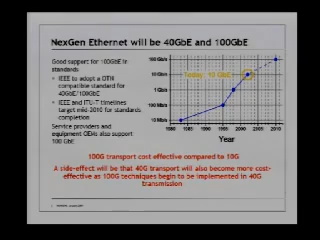 NexGen Ethernet will be 40GbE and 100GbE
Good support for 100GbE in
standards
IEEE to adopt a OTN
compatible standard for
40GbE/100GbE
IEEE and ITU-T timelines
target mid-2010 for standards
completion
Service providers and
equipment OEMs also support
100 GbE
100 Gb/s
10 Gb/s
1 Gb/s
100 Mb/s
10 Mb/s
Today: 10 GbE
1980 1985 1990 1995 2000 2005 2010
Year
100G transport cost effective compared to 10G
A side-effect will be that 40G transport will also become more cost-
effective as 100G techniques begin to be implemented in 40G
transmission